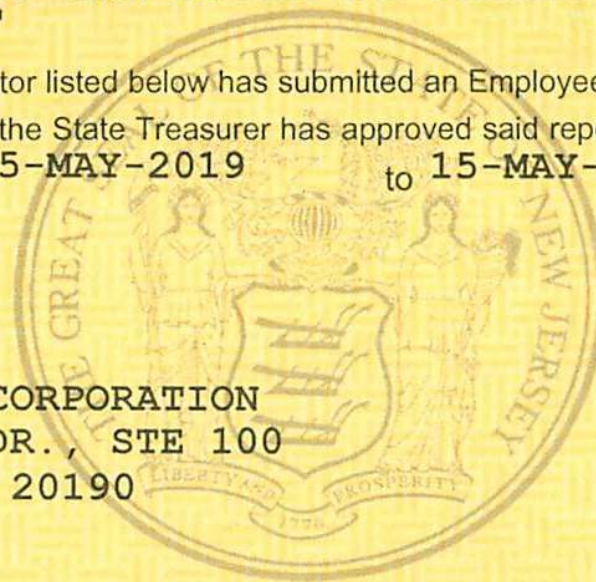 tor listed below has submitted an Employee
the State Treasurer has approved said repo
5-MAY-2019 to 15-MAY-
CORPORATION
DR., STE 100
20190
THE GREAT SEAL OF THE STATE OF NEW JERSEY
LIBERTY AND PROSPERITY
1776